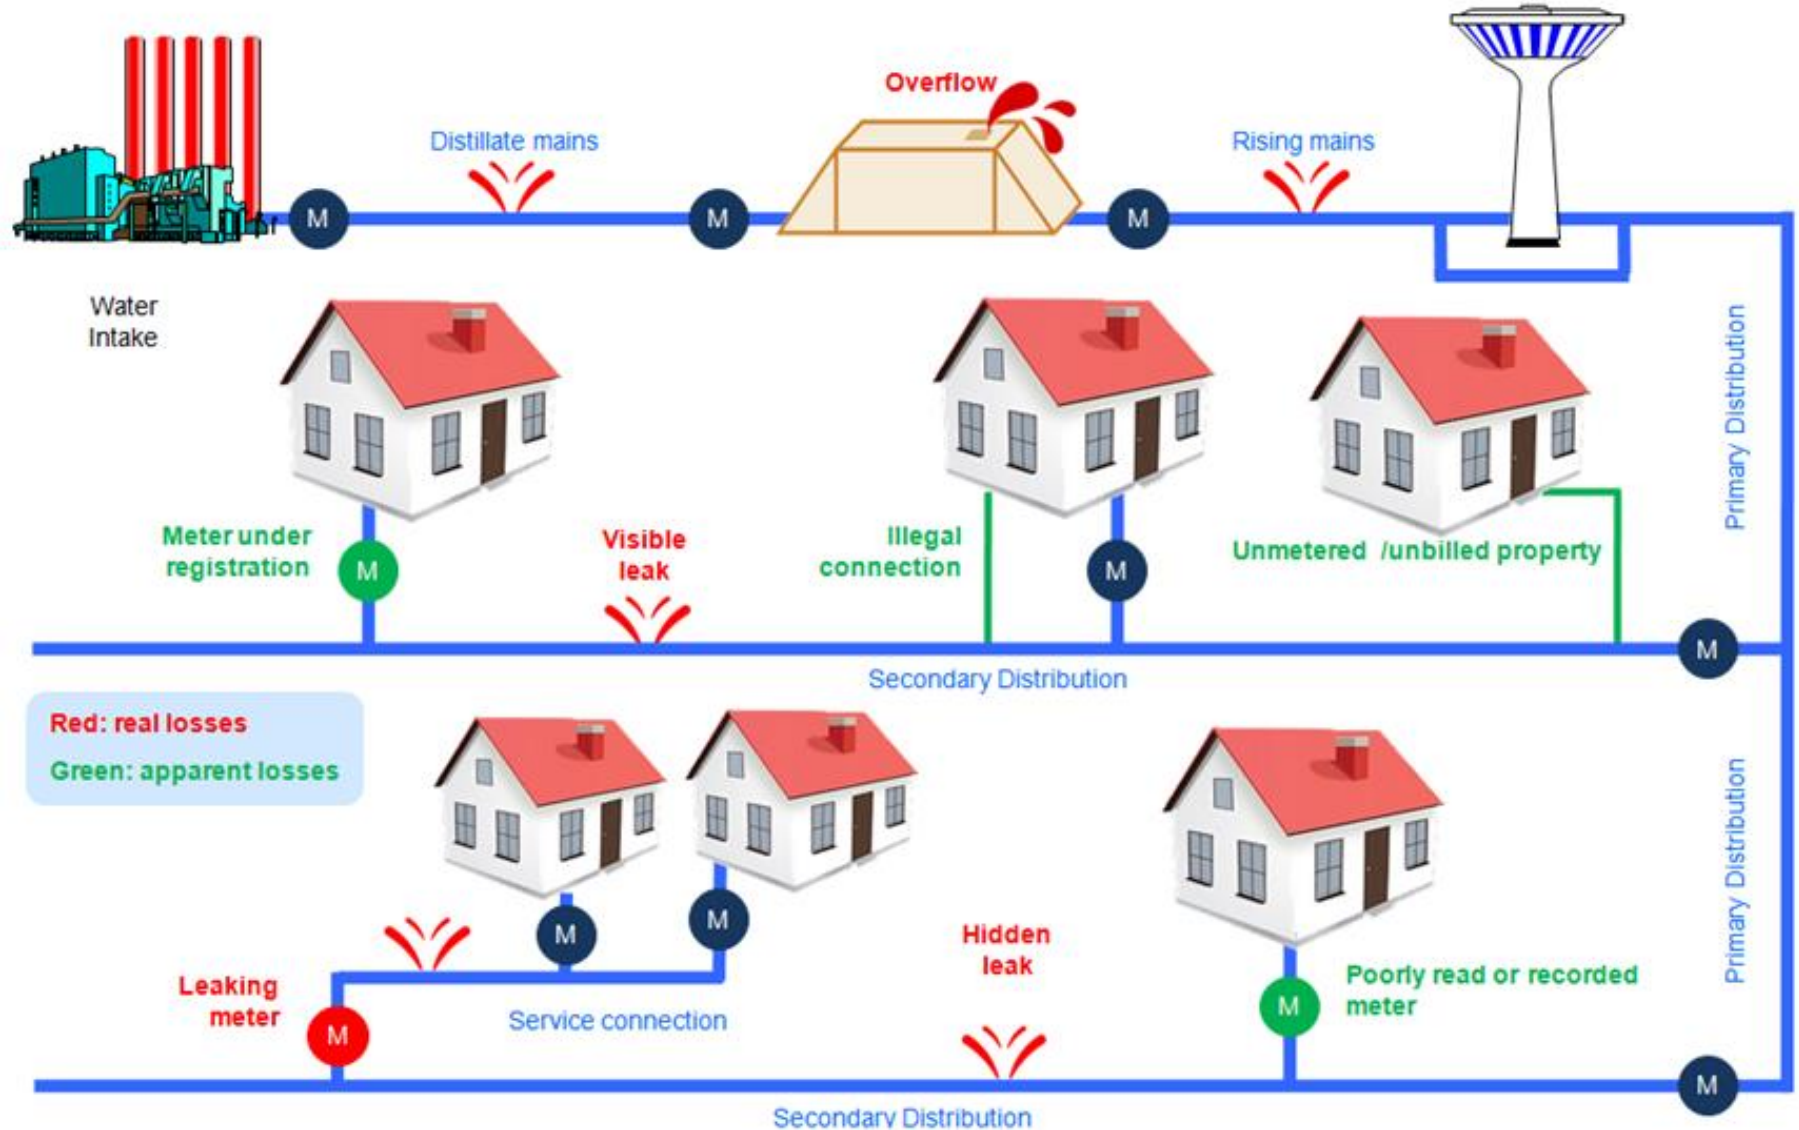 Overflow
Distillate mains
Rising mains
M
M
M
Water
Intake
Primary Distribution
Meter under
registration
M
Visible
leak
Illegal
connection
M
Unmetered /unbilled property
M
Secondary Distribution
Red: real losses
Green: apparent losses
Primary Distribution
M
M
Hidden
leak
Leaking
meter
M
Service connection
Poorly read or recorded
meter
M
M
Secondary Distribution